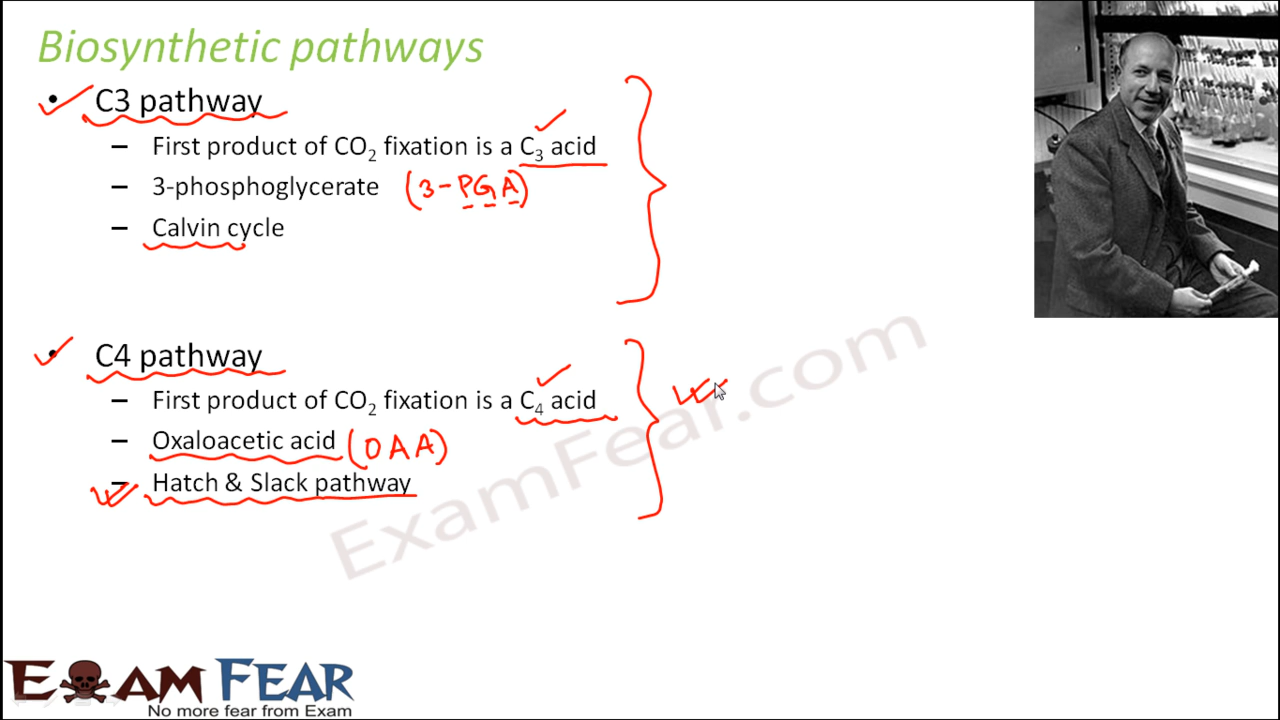 Biosynthetic pathways
• C3 pathway
– First product of CO₂ fixation is a C₃ acid
– 3-phosphoglycerate (3-PGA)
– Calvin cycle
• C4 pathway
– First product of CO₂ fixation is a C₄ acid
– Oxaloacetic acid (OAA)
– Hatch & Slack pathway
ExamFear.com
EXAM FEAR
No more fear from Exam